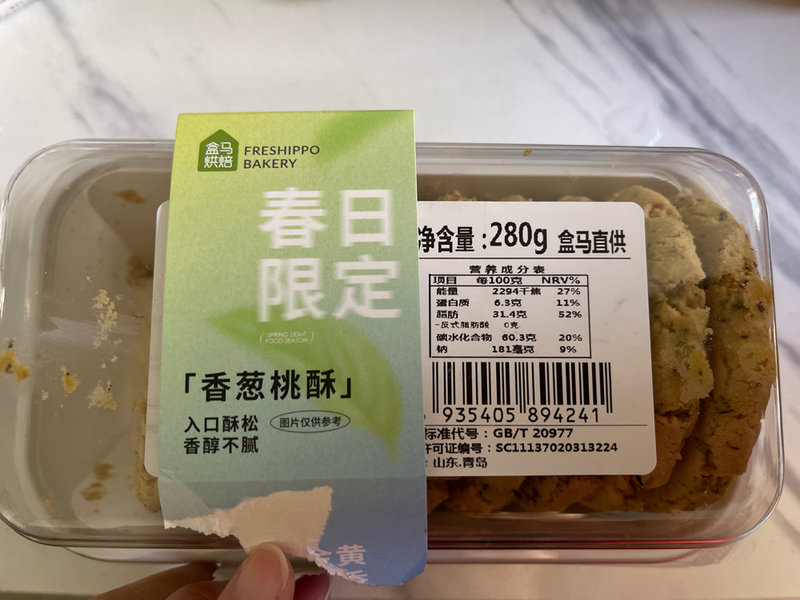 盒马
烘焙
FRESHIPPO
BAKERY
春日
限定
SPRING LIGHT
FOOD SEASON
「香葱桃酥」
入口酥松
香醇不腻
图片仅供参考
黄
净含量:280g 盒马直供
营养成分表
项目 每100克 NRV%
能量 2294千焦 27%
蛋白质 6.3克 11%
脂肪 31.4克 52%
-反式脂肪酸 0克
碳水化合物 60.3克 20%
钠 181毫克 9%
935405 894241
标准代号:GB/T 20977
许可证编号:SC11137020313224
:山东.青岛